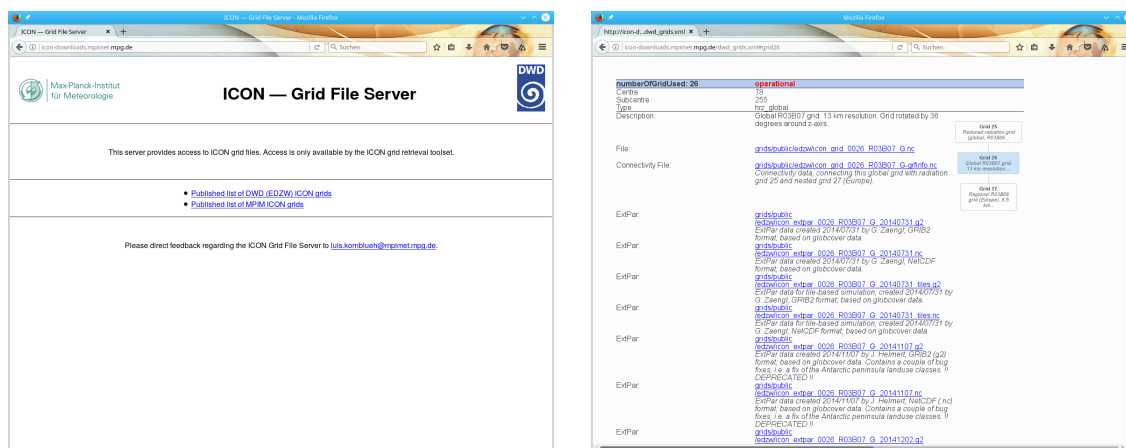 ICON — Grid File Server - Mozilla Firefox
ICON — Grid File Server
icon-downloads.mpimet.mpg.de
Suchen
Max-Planck-Institut
für Meteorologie
ICON — Grid File Server
DWD
This server provides access to ICON grid files. Access is only available by the ICON grid retrieval toolset.
Published list of DWD (EDZW) ICON grids
Published list of MPIM ICON grids
Please direct feedback regarding the ICON Grid File Server to luis.kornblueh@mpimet.mpg.de.
Mozilla Firefox
http://icon-d...dwd_grids.xml
icon-downloads.mpimet.mpg.de/dwd_grids.xml#grid26
Suchen
numberOfGridUsed: 26 operational
Centre 78
Subcentre 255
Type hrz_global
Description: Global R03B07 grid. 13 km resolution. Grid rotated by 36
degrees around z-axis.
Grid 25
Reduced radiation grid
(global, R03B06...
Grid 26
Global R03B07 grid.
13 km resolution....
Grid 27
Regional R03B08
grid (Europe). 6.5
km...
File: grids/public/edzw/icon_grid_0026_R03B07_G.nc
Connectivity File: grids/public/edzw/icon_grid_0026_R03B07_G-grfinfo.nc
Connectivity data, connecting this global grid with radiation
grid 25 and nested grid 27 (Europe).
ExtPar: grids/public
/edzw/icon_extpar_0026_R03B07_G_20140731.g2
ExtPar data created 2014/07/31 by G. Zaengl, GRIB2
format, based on globcover data.
ExtPar: grids/public
/edzw/icon_extpar_0026_R03B07_G_20140731.nc
ExtPar data created 2014/07/31 by G. Zaengl, NetCDF
format, based on globcover data.
ExtPar: grids/public
/edzw/icon_extpar_0026_R03B07_G_20140731_tiles.g2
ExtPar data for tile-based simulation, created 2014/07/31 by
G. Zaengl, GRIB2 format, based on globcover data.
ExtPar: grids/public
/edzw/icon_extpar_0026_R03B07_G_20140731_tiles.nc
ExtPar data for tile-based simulation, created 2014/07/31 by
G. Zaengl, NetCDF format, based on globcover data.
ExtPar: grids/public
/edzw/icon_extpar_0026_R03B07_G_20141107.g2
ExtPar data created 2014/11/07 by J. Helmert, GRIB2 (.g2)
format, based on globcover data. Contains a couple of bug
fixes, i.e. a fix of the Antarctic peninsula landuse classes. !!
DEPRECATED !!
ExtPar: grids/public
/edzw/icon_extpar_0026_R03B07_G_20141107.nc
ExtPar data created 2014/11/07 by J. Helmert, NetCDF (.nc)
format, based on globcover data. Contains a couple of bug
fixes, i.e. a fix of the Antarctic peninsula landuse classes. !!
DEPRECATED !!
ExtPar: grids/public
/edzw/icon_extpar_0026_R03B07_G_20141202.g2